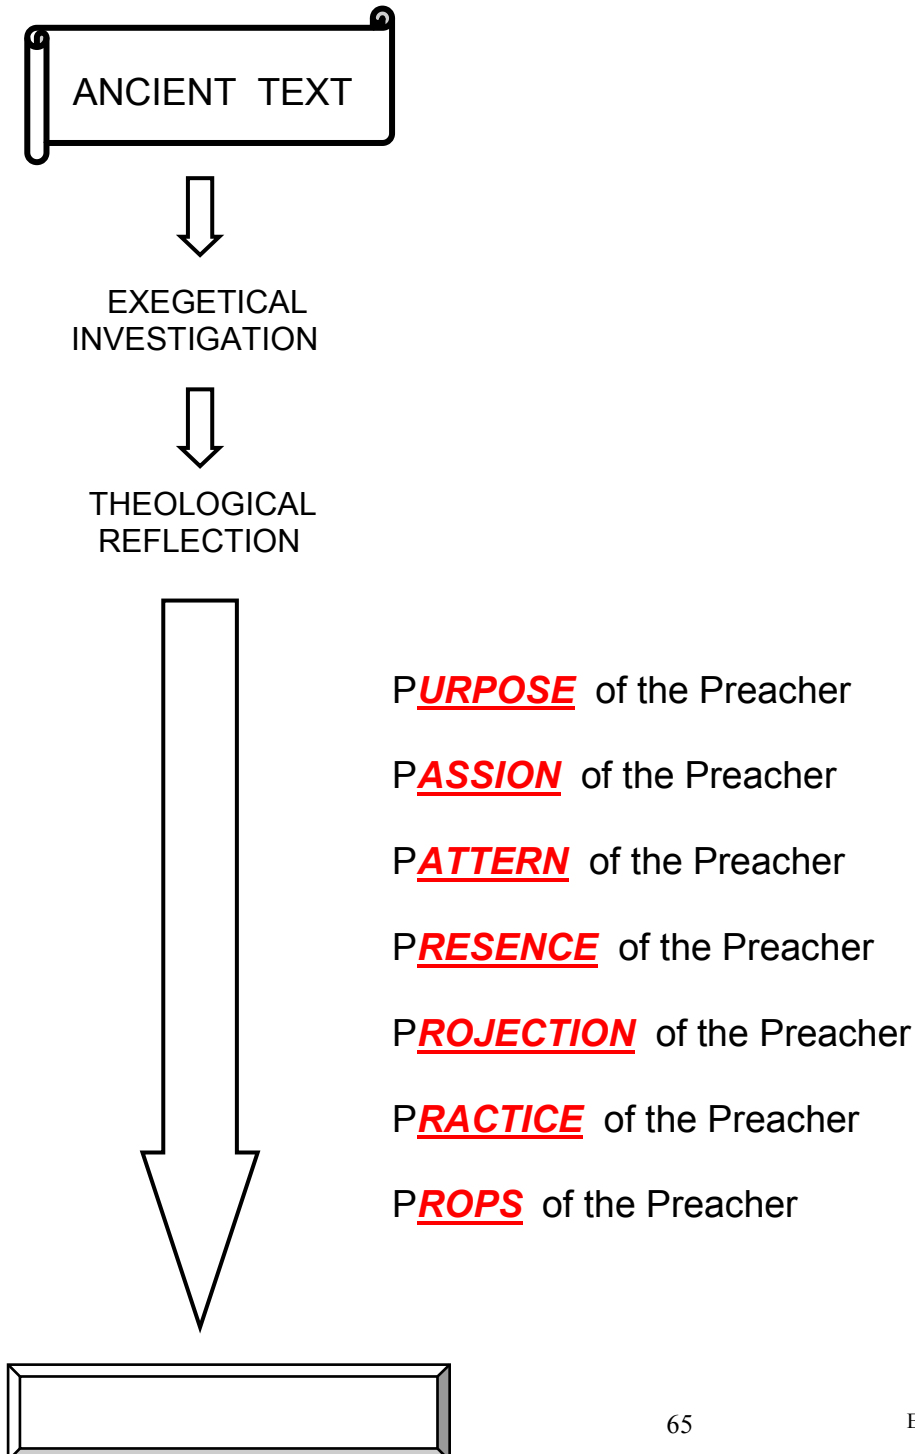 ANCIENT TEXT
EXEGETICAL
INVESTIGATION
THEOLOGICAL
REFLECTION
PURPOSE of the Preacher
PASSION of the Preacher
PATTERN of the Preacher
PRESENCE of the Preacher
PROJECTION of the Preacher
PRACTICE of the Preacher
PROPS of the Preacher
65